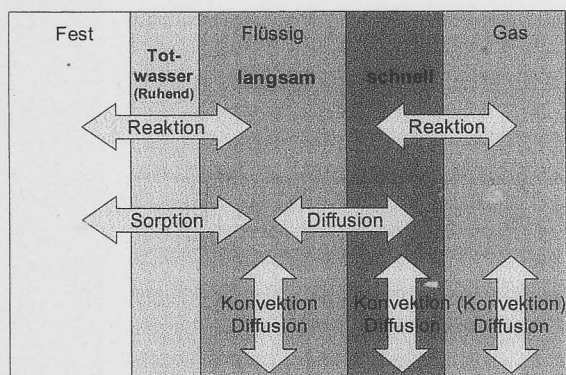 Fest
Flüssig
Gas
Tot-
wasser
(Ruhend)
langsam
schnell
Reaktion
Reaktion
Sorption
Diffusion
Konvektion
Diffusion
Konvektion
Diffusion
(Konvektion)
Diffusion